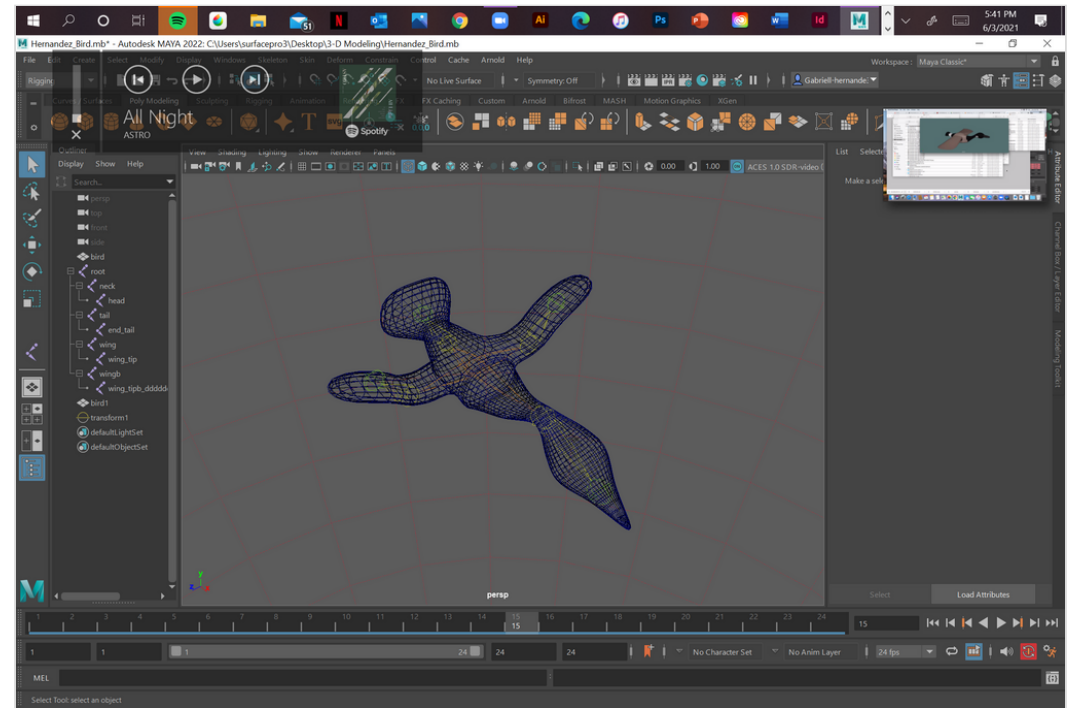 51
N
Ai
Ps
W
Id
M
5:41 PM
6/3/2021
Hernandez_Bird.mb* - Autodesk MAYA 2022: C:\Users\surfacepro3\Desktop\3-D Modeling\Hernandez_Bird.mb
File Edit Create Select Modify Display Windows Skeleton Skin Deform Constrain Control Cache Arnold Help
Workspace : Maya Classic*
Rigging
No Live Surface
Symmetry: Off
Gabriell-hernande:
Curves / Surfaces Poly Modeling Sculpting Rigging Animation Rendering FX FX Caching Custom Arnold Bifrost MASH Motion Graphics XGen
All Night
ASTRO
Spotify
Outliner
Display Show Help
Search...
persp
top
front
side
bird
root
neck
head
tail
end_tail
wing
wing_tip
wingb
wing_tipb_ddddd
bird1
transform1
defaultLightSet
defaultObjectSet
View Shading Lighting Show Renderer Panels
0.00
1.00
ACES 1.0 SDR-video (
persp
y
z
x
List Selecte
Make a sele
Attribute Editor
Channel Box / Layer Editor
Modeling Toolkit
Select
Load Attributes
1 2 3 4 5 6 7 8 9 10 11 12 13 14 15 16 17 18 19 20 21 22 23 24
15
15
1
1
1
24
24
24
No Character Set
No Anim Layer
24 fps
MEL
Select Tool: select an object